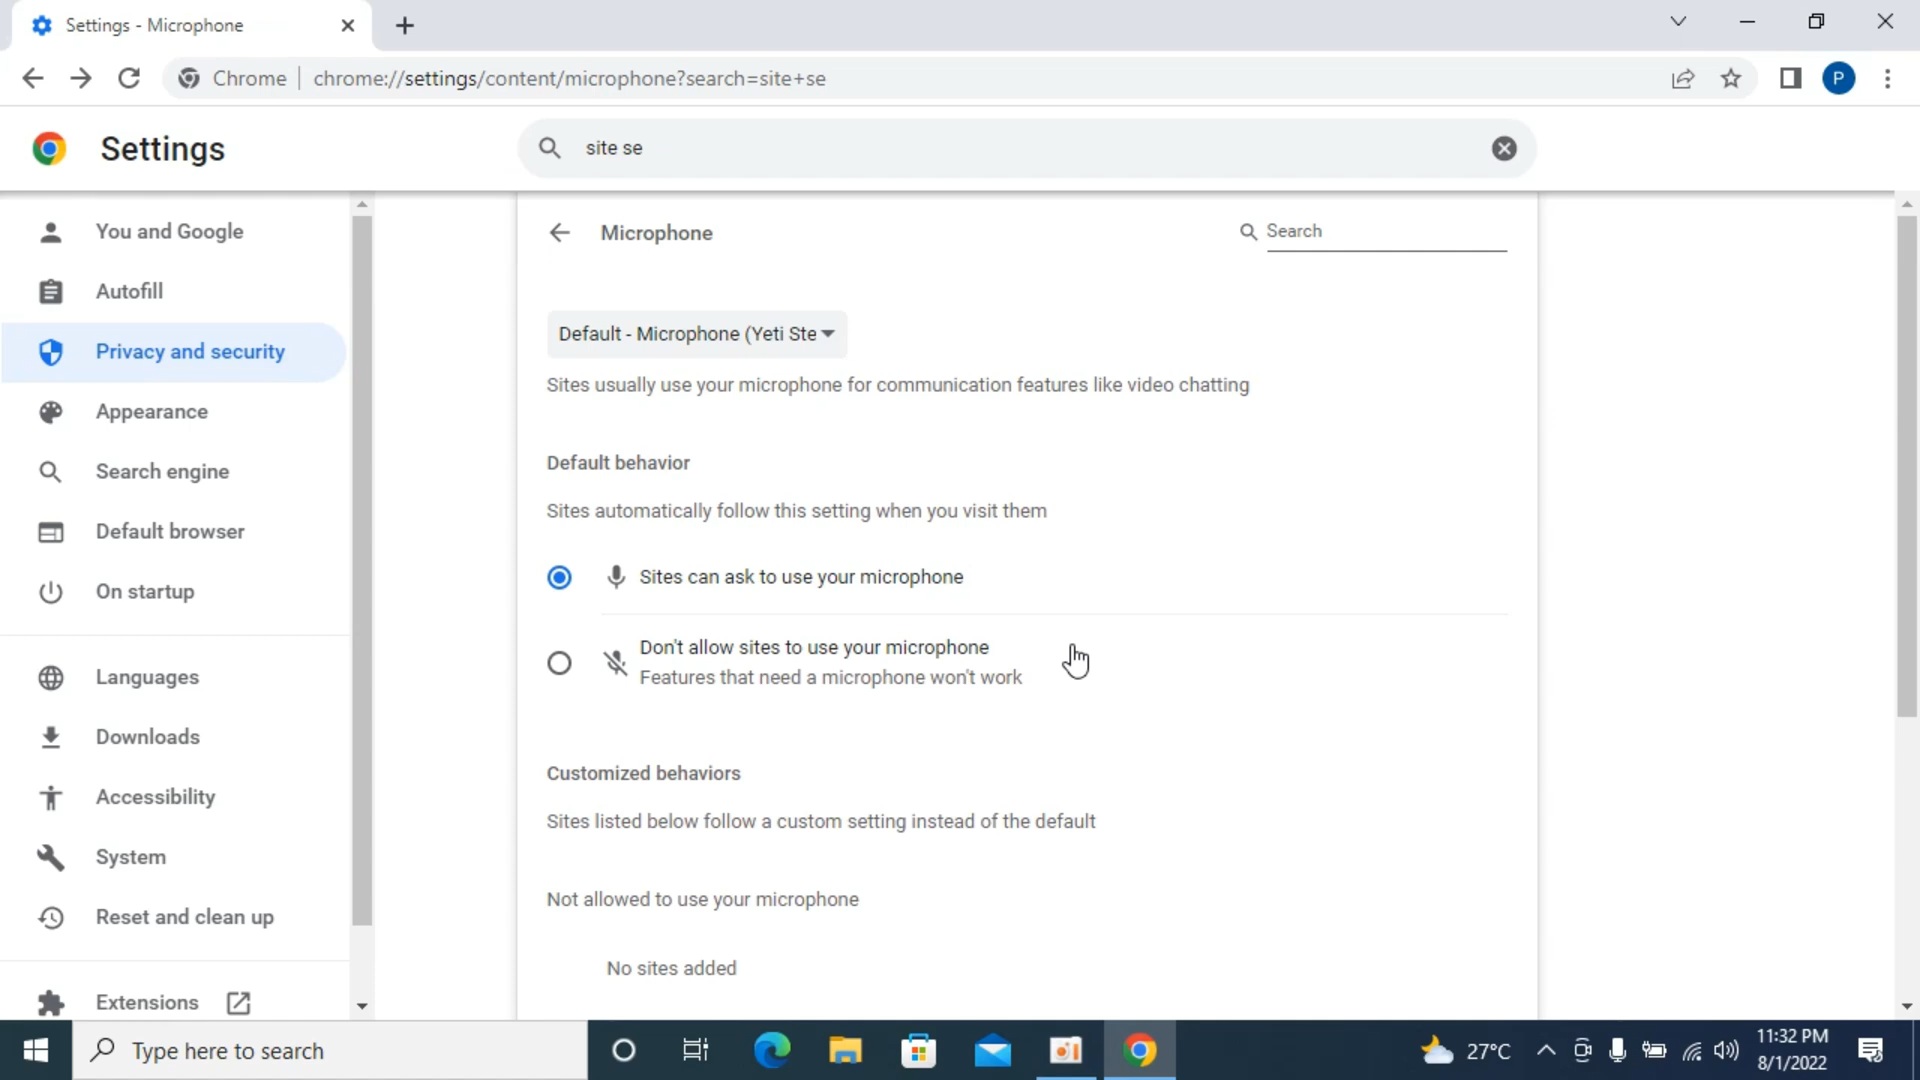 Settings - Microphone
Chrome
chrome://settings/content/microphone?search=site+se
P
Settings
site se
You and Google
Autofill
Privacy and security
Appearance
Search engine
Default browser
On startup
Languages
Downloads
Accessibility
System
Reset and clean up
Extensions
Microphone
Search
Default - Microphone (Yeti Ste
Sites usually use your microphone for communication features like video chatting
Default behavior
Sites automatically follow this setting when you visit them
Sites can ask to use your microphone
Don't allow sites to use your microphone
Features that need a microphone won't work
Customized behaviors
Sites listed below follow a custom setting instead of the default
Not allowed to use your microphone
No sites added
Type here to search
27°C
11:32 PM
8/1/2022